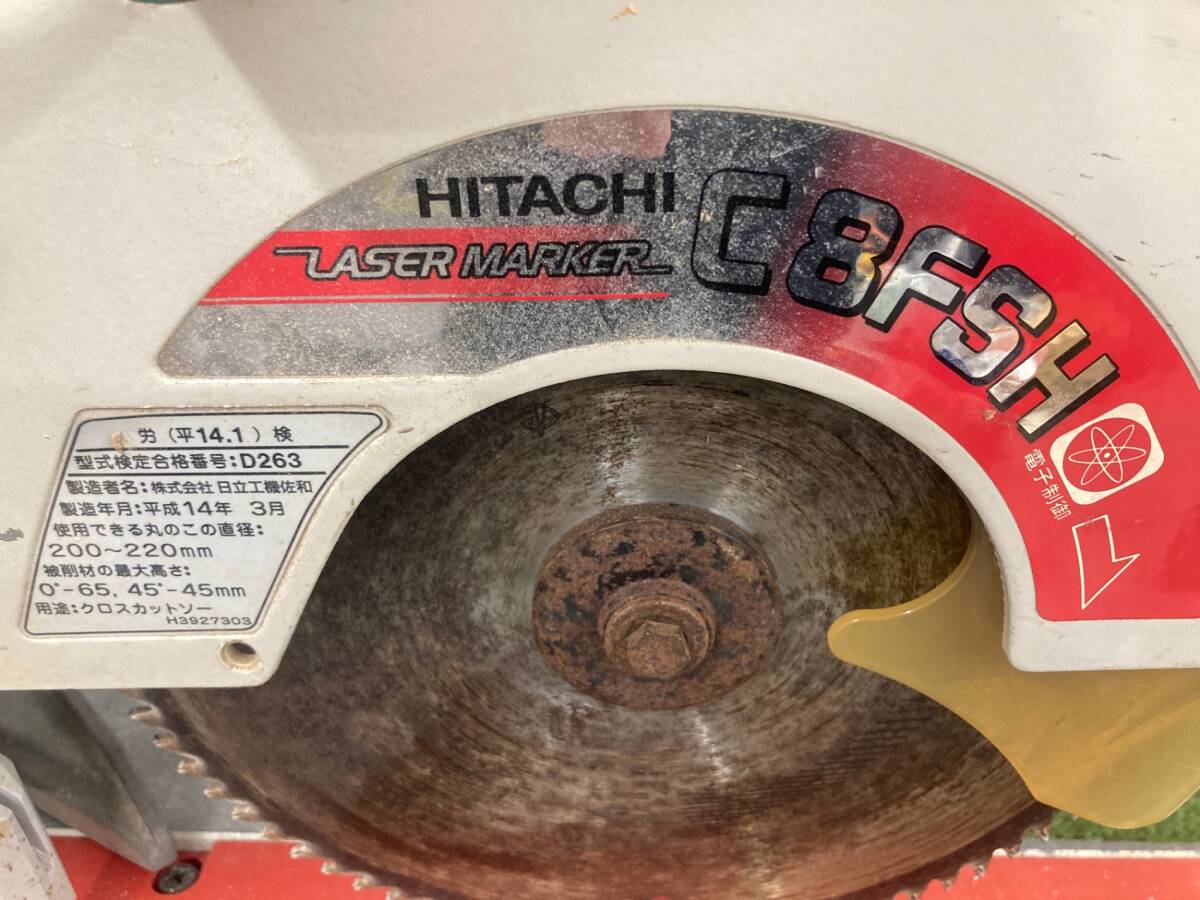 HITACHI
LASER MARKER
C8FSH
電子制御
労(平14.1)検
型式検定合格番号:D263
製造者名:株式会社 日立工機佐和
製造年月:平成14年 3月
使用できる丸のこの直径:
200~220mm
被削材の最大高さ:
0°-65, 45°-45mm
用途:クロスカットソー
H3927303